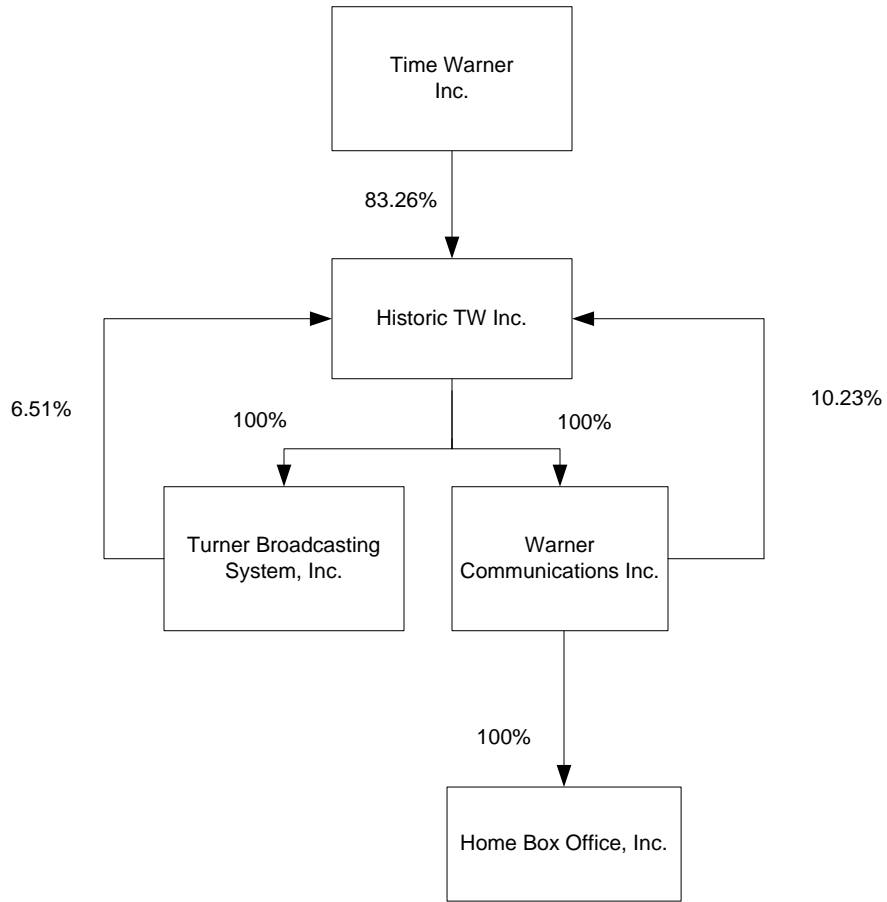 Time Warner
Inc.
83.26%
Historic TW Inc.
6.51%
10.23%
100%
100%
Turner Broadcasting
System, Inc.
Warner
Communications Inc.
100%
Home Box Office, Inc.